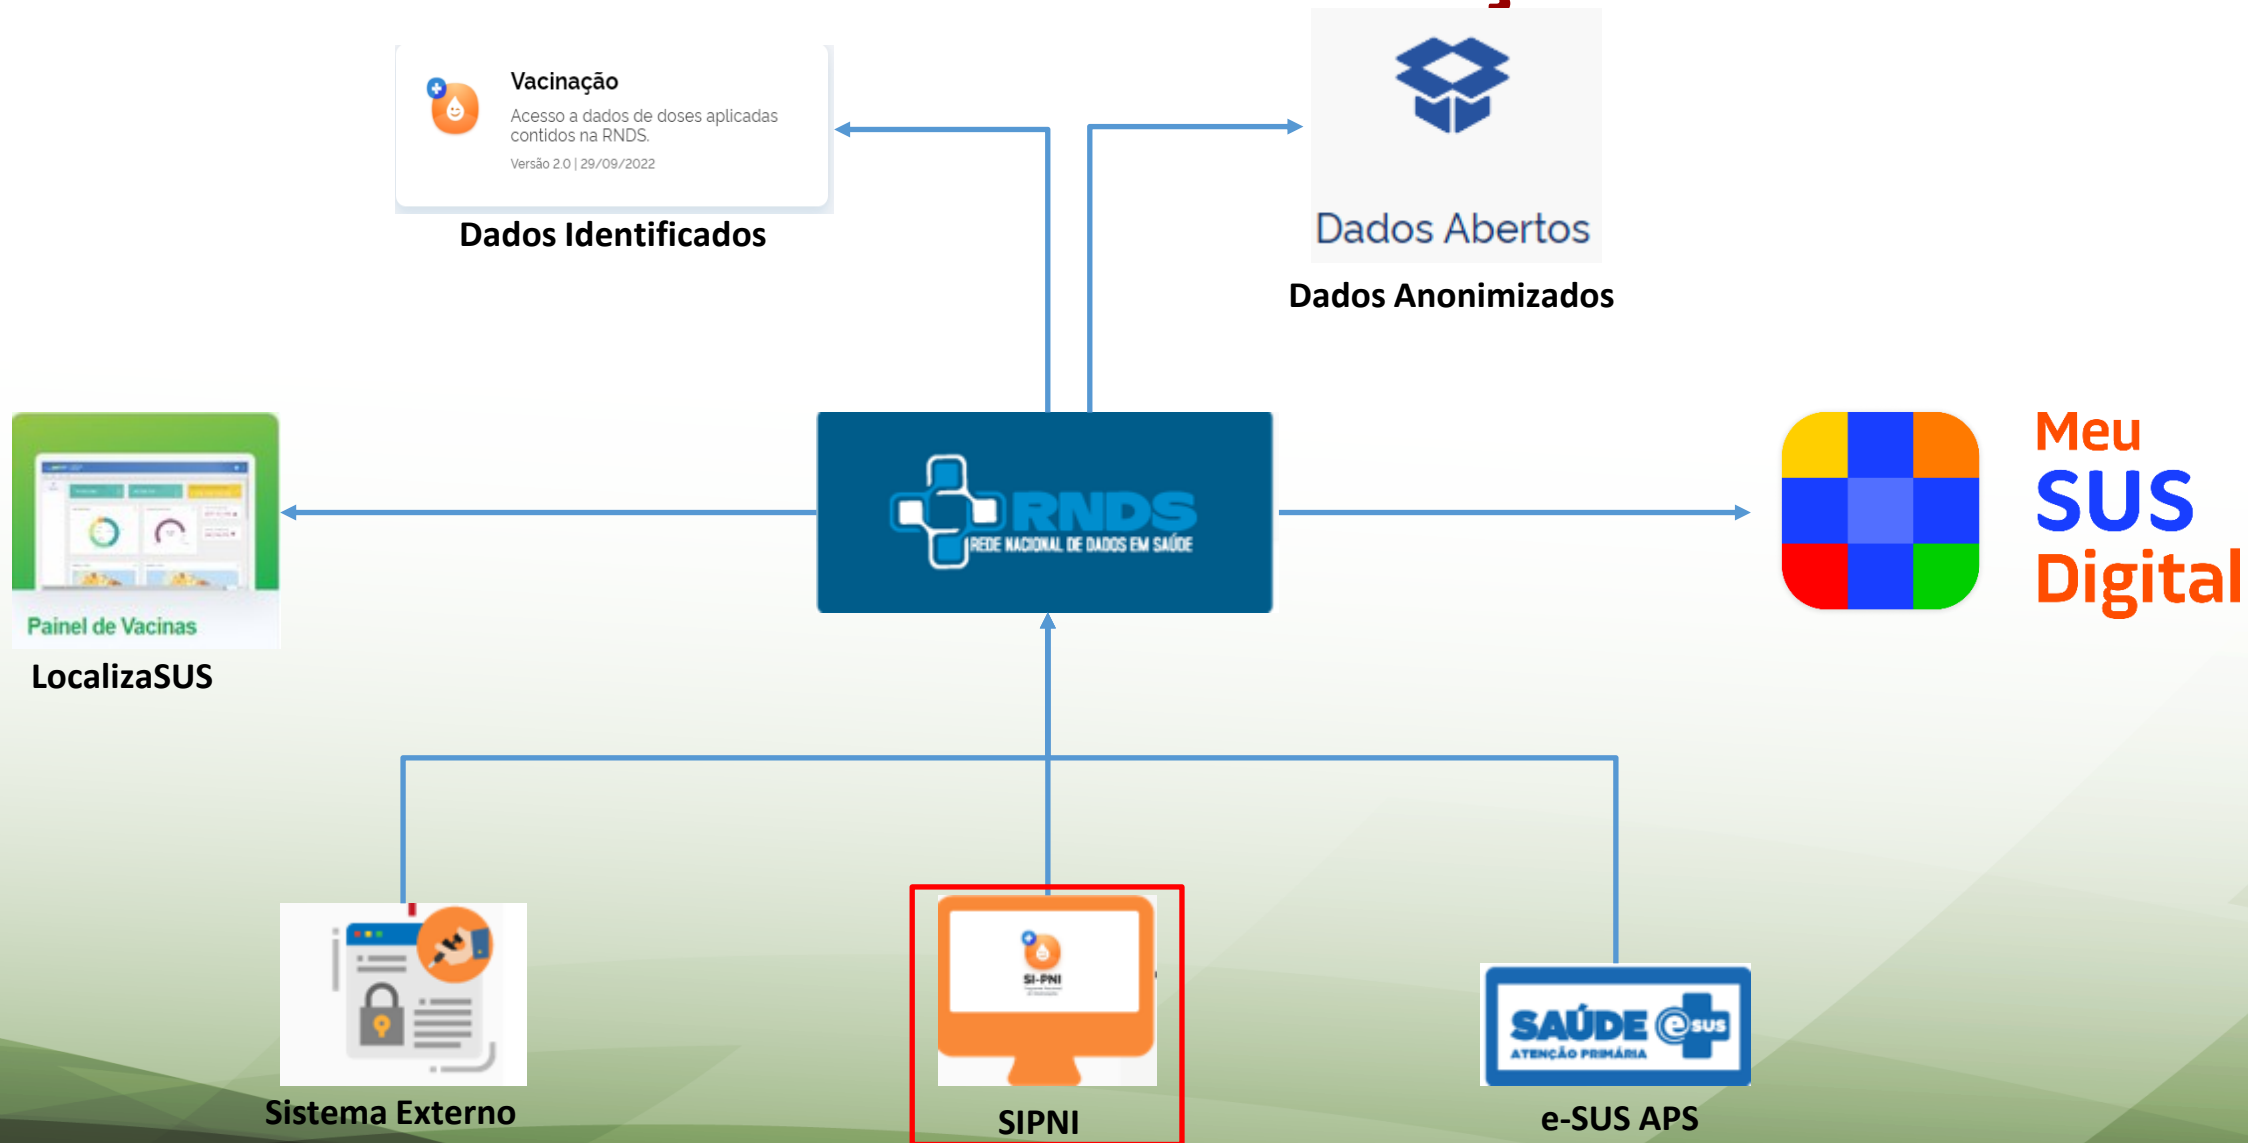 Vacinação
Acesso a dados de doses aplicadas
contidos na RNDS.
Versão 2.0 | 29/09/2022
Dados Identificados
Dados Abertos
Dados Anonimizados
Painel de Vacinas
LocalizaSUS
RNDS
REDE NACIONAL DE DADOS EM SAÚDE
Meu
SUS
Digital
Sistema Externo
SI-PNI
SIPNI
SAÚDE e sus
ATENÇÃO PRIMÁRIA
e-SUS APS